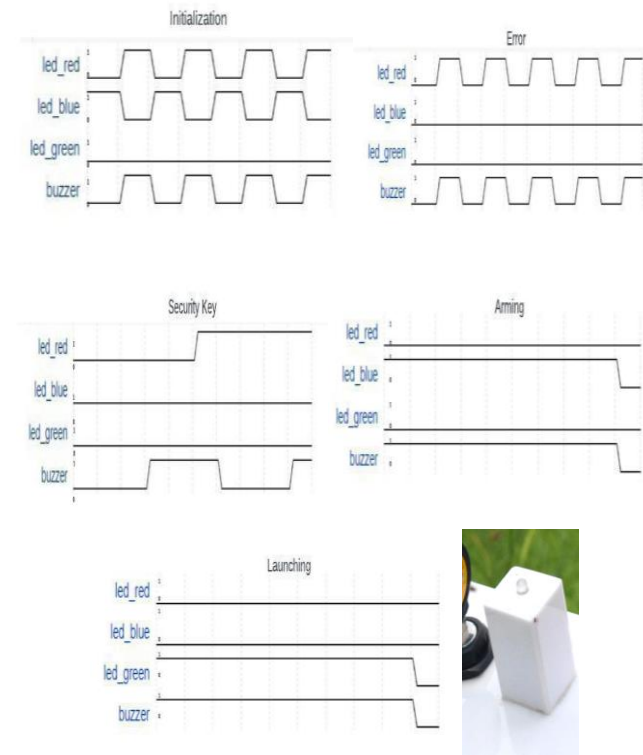 Initialization
led_red
led_blue
led_green
buzzer
Error
led_red
led_blue
led_green
buzzer
Security Key
led_red
led_blue
led_green
buzzer
Arming
led_red
led_blue
led_green
buzzer
Launching
led_red
led_blue
led_green
buzzer